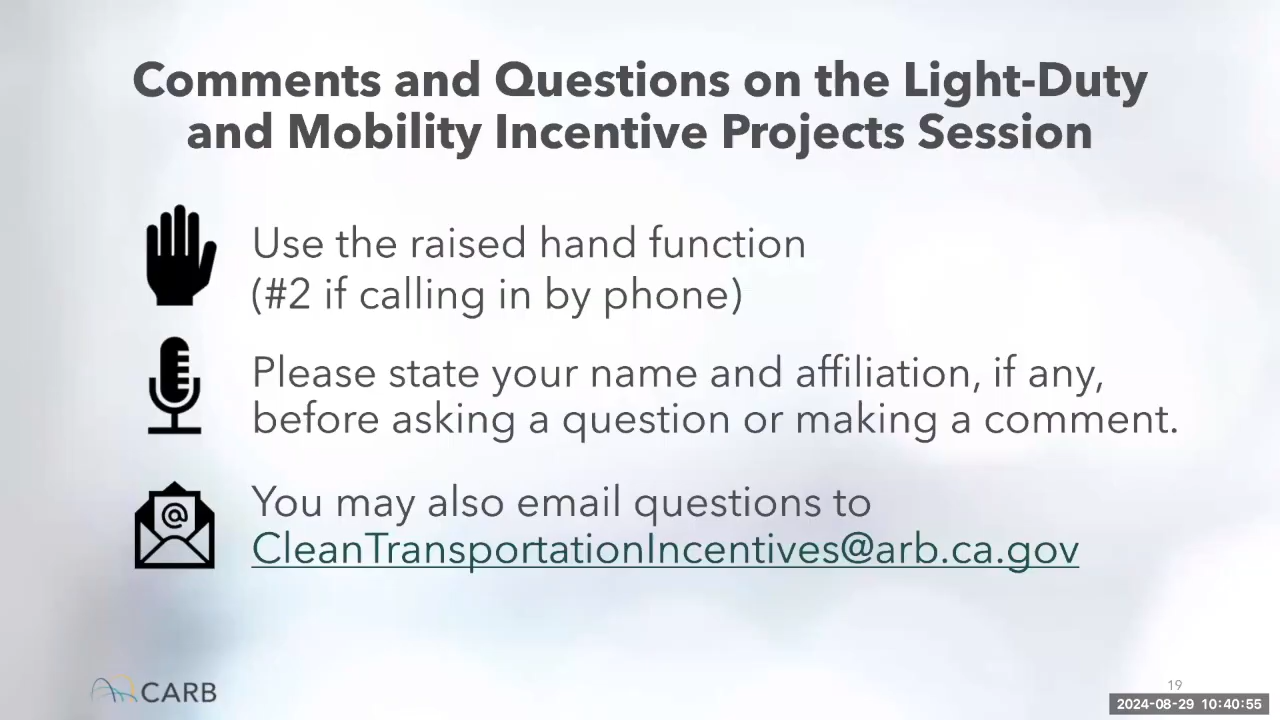 Comments and Questions on the Light-Duty
and Mobility Incentive Projects Session
Use the raised hand function
(#2 if calling in by phone)
Please state your name and affiliation, if any,
before asking a question or making a comment.
@
You may also email questions to
CleanTransportationIncentives@arb.ca.gov
CARB
19
2024-08-29 10:40:55